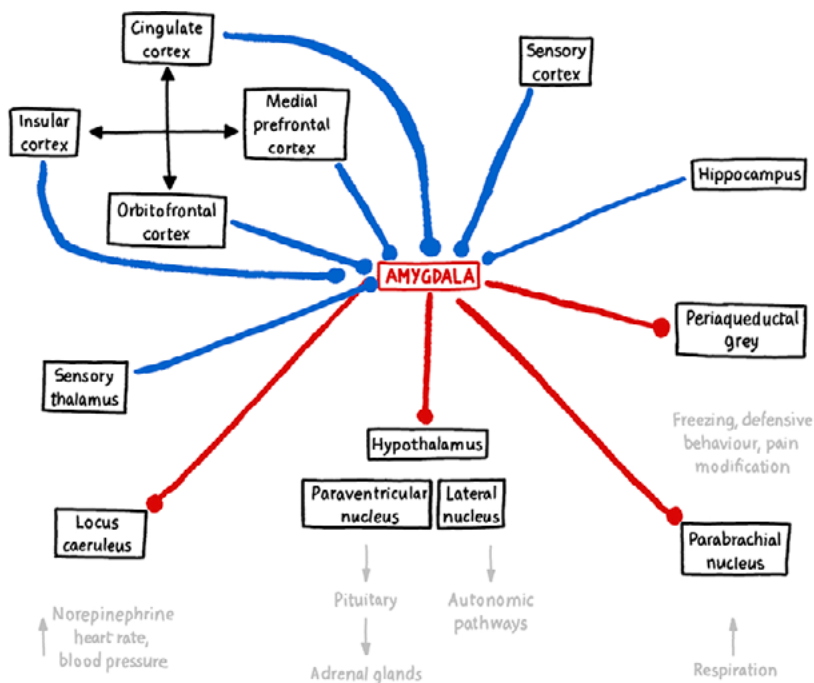 Cingulate
cortex
Sensory
cortex
Insular
cortex
Medial
prefrontal
cortex
Hippocampus
Orbitofrontal
cortex
AMYGDALA
Periaqueductal
grey
Sensory
thalamus
Freezing, defensive
behaviour, pain
modification
Hypothalamus
Paraventricular
nucleus
Lateral
nucleus
Locus
caeruleus
Parabrachial
nucleus
Norepinephrine
heart rate,
blood pressure
Pituitary
Autonomic
pathways
Adrenal glands
Respiration